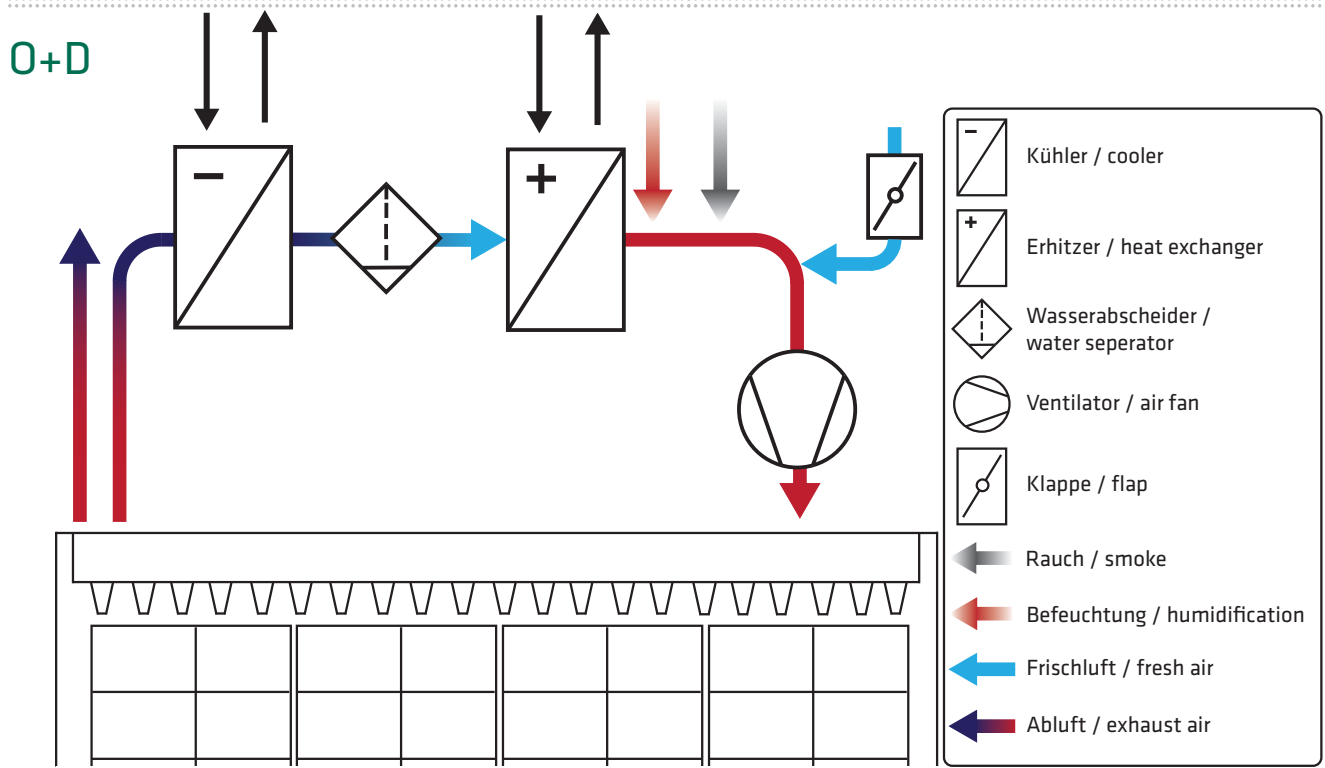 O+D
−
+
−
Kühler / cooler
+
Erhitzer / heat exchanger
Wasserabscheider /
water seperator
Ventilator / air fan
Klappe / flap
Rauch / smoke
Befeuchtung / humidification
Frischluft / fresh air
Abluft / exhaust air